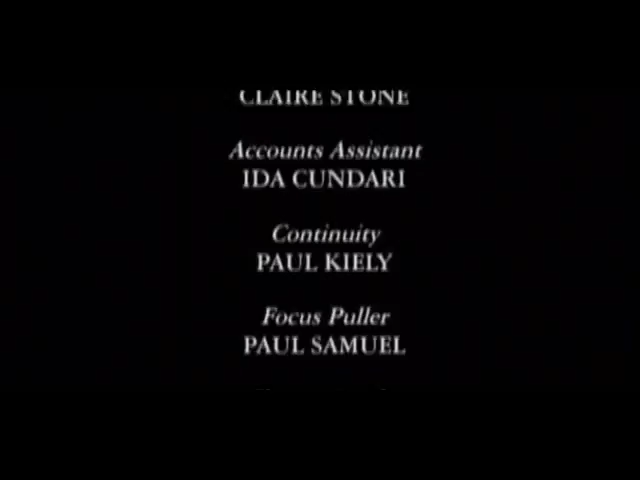 CLAIRE STONE
Accounts Assistant
IDA CUNDARI
Continuity
PAUL KIELY
Focus Puller
PAUL SAMUEL